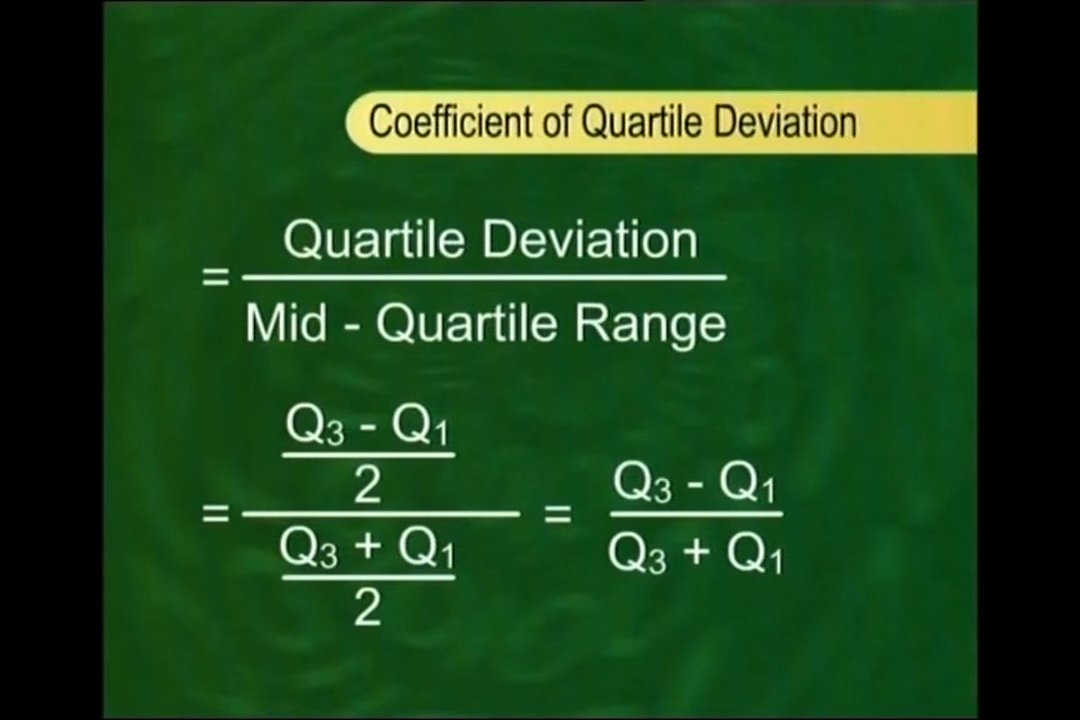 Coefficient of Quartile Deviation
= Quartile Deviation / Mid - Quartile Range
= ((Q₃ - Q₁) / 2) / ((Q₃ + Q₁) / 2) = (Q₃ - Q₁) / (Q₃ + Q₁)